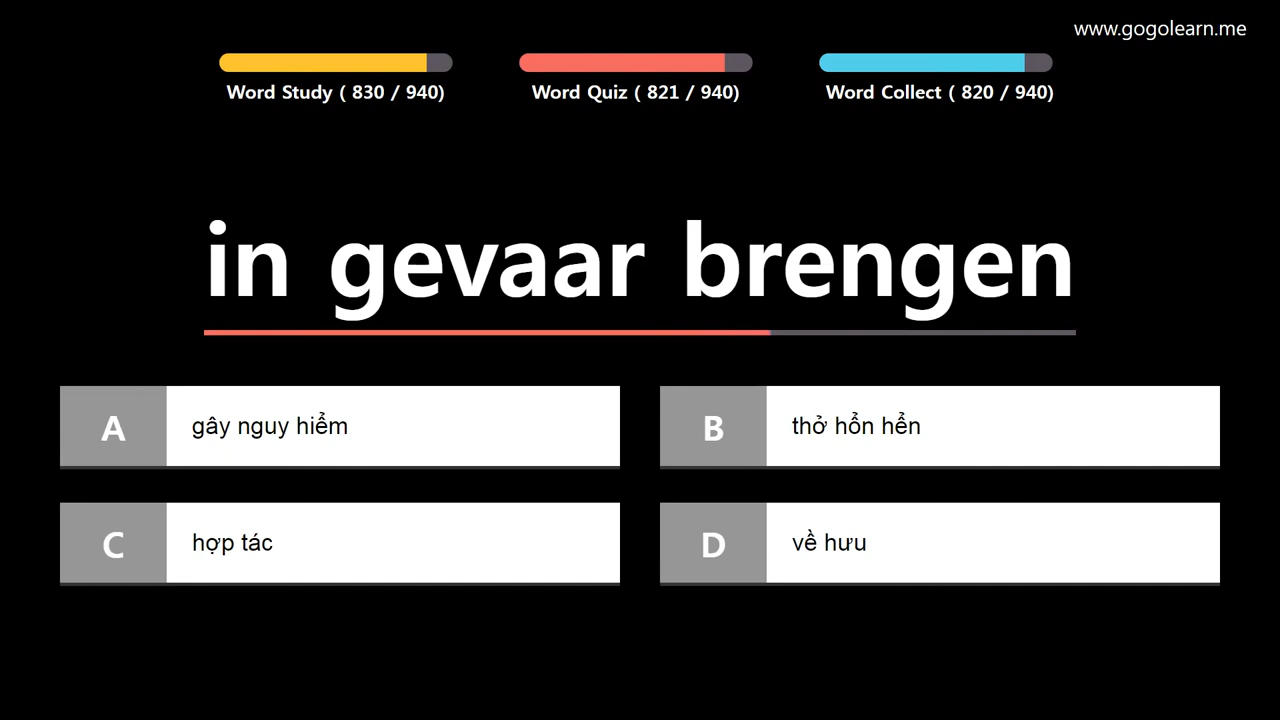 www.gogolearn.me
Word Study ( 830 / 940)
Word Quiz ( 821 / 940)
Word Collect ( 820 / 940)
in gevaar brengen
A gây nguy hiểm
B thở hổn hển
C hợp tác
D về hưu